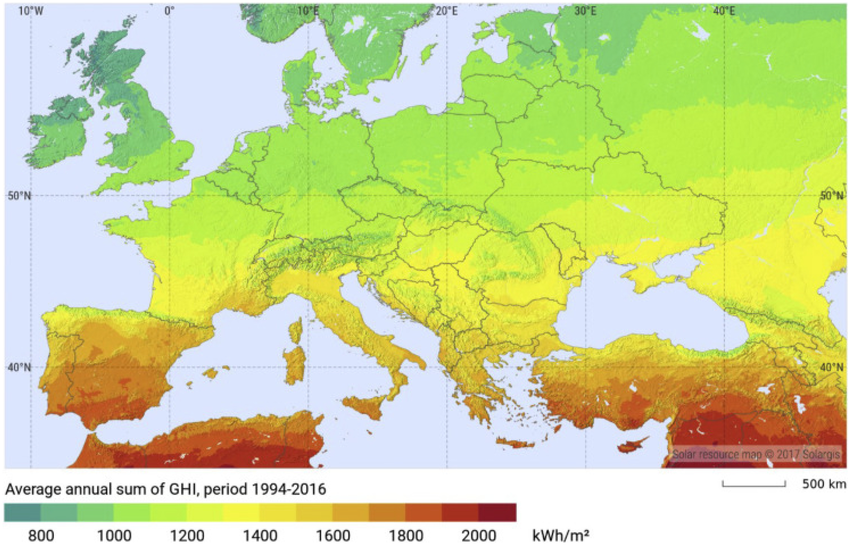 10°W 0° 10°E 20°E 30°E 40°E
50°N 50°N
40°N 40°N
Solar resource map © 2017 Solargis
Average annual sum of GHI, period 1994-2016
500 km
800 1000 1200 1400 1600 1800 2000 kWh/m²